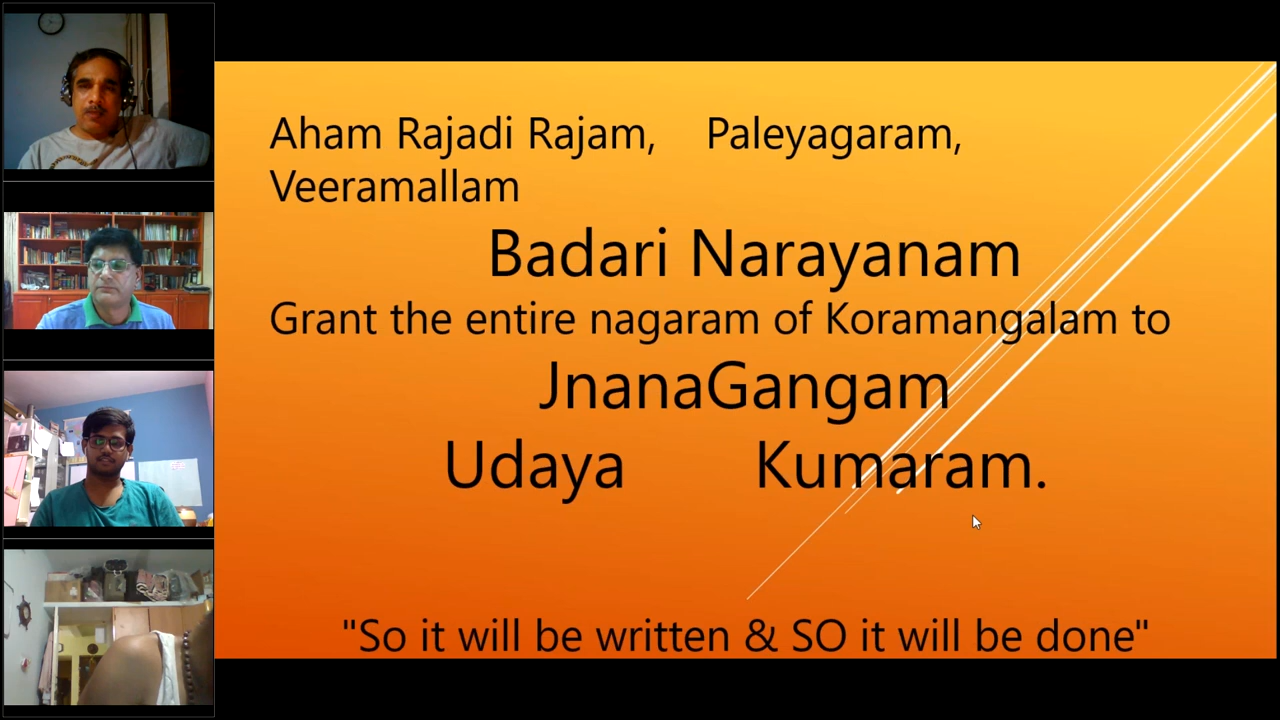 Aham Rajadi Rajam, Paleyagaram,
Veeramallam
Badari Narayanam
Grant the entire nagaram of Koramangalam to
JnanaGangam
Udaya Kumaram.
"So it will be written & SO it will be done"